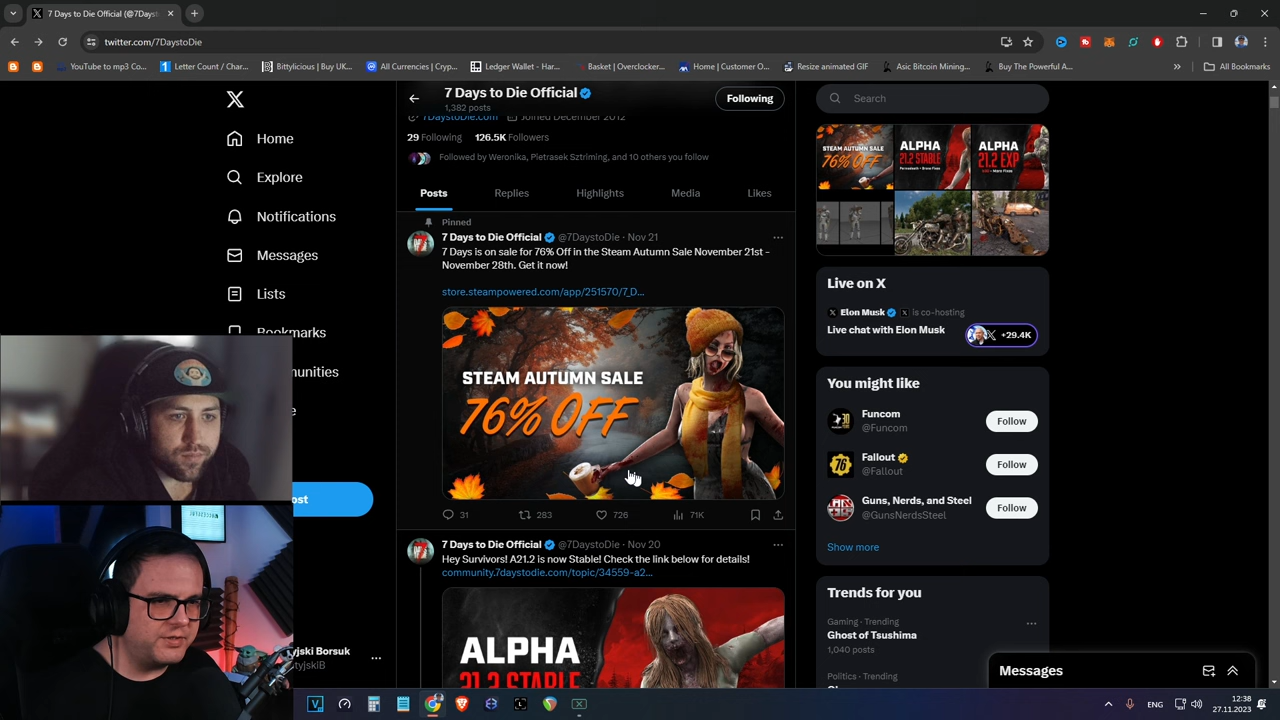 7 Days to Die Official (@7Dayst
twitter.com/7DaystoDie
YouTube to mp3 Co...
Letter Count / Char...
Bittylicious | Buy UK...
All Currencies | Cryp...
Ledger Wallet - Har...
Basket | Overclocker...
Home | Customer O...
Resize animated GIF
Asic Bitcoin Mining...
Buy The Powerful A...
All Bookmarks
Home
Explore
Notifications
Messages
Lists
Bookmarks
7 Days to Die Official
1,382 posts
Following
7DaystoDie.com Joined December 2012
29 Following 126.5K Followers
Followed by Weronika, Pietrasek Sztriming, and 10 others you follow
Posts Replies Highlights Media Likes
Pinned
7 Days to Die Official @7DaystoDie · Nov 21
7 Days is on sale for 76% Off in the Steam Autumn Sale November 21st -
November 28th. Get it now!
store.steampowered.com/app/251570/7_D...
STEAM AUTUMN SALE
76% OFF
31 283 726 71K
7 Days to Die Official @7DaystoDie · Nov 20
Hey Survivors! A21.2 is now Stable! Check the link below for details!
community.7daystodie.com/topic/34559-a2...
ALPHA
21.2 STABLE
Search
STEAM AUTUMN SALE
76% OFF
ALPHA
21.2 STABLE
ALPHA
21.2 EXP
Live on X
Elon Musk X is co-hosting
Live chat with Elon Musk
+29.4K
You might like
Funcom
@Funcom
Follow
Fallout
@Fallout
Follow
Guns, Nerds, and Steel
@GunsNerdsSteel
Follow
Show more
Trends for you
Gaming · Trending
Ghost of Tsushima
1,040 posts
Politics · Trending
Messages
munities
ost
yjski Borsuk
tyjskiB
ENG
12:38
27.11.2023